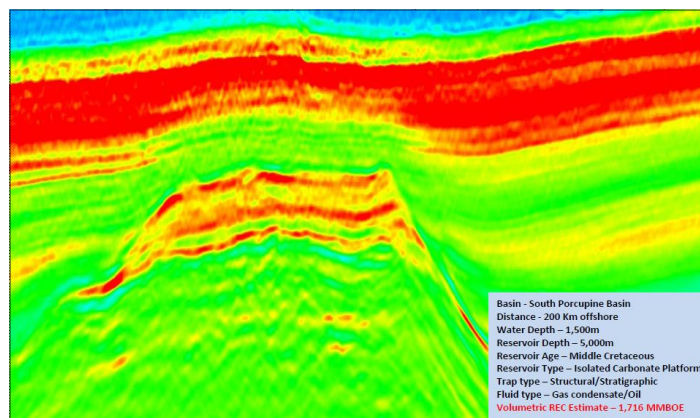 Basin - South Porcupine Basin
Distance - 200 Km offshore
Water Depth – 1,500m
Reservoir Depth – 5,000m
Reservoir Age – Middle Cretaceous
Reservoir Type – Isolated Carbonate Platform
Trap type – Structural/Stratigraphic
Fluid type – Gas condensate/Oil
Volumetric REC Estimate – 1,716 MMBOE